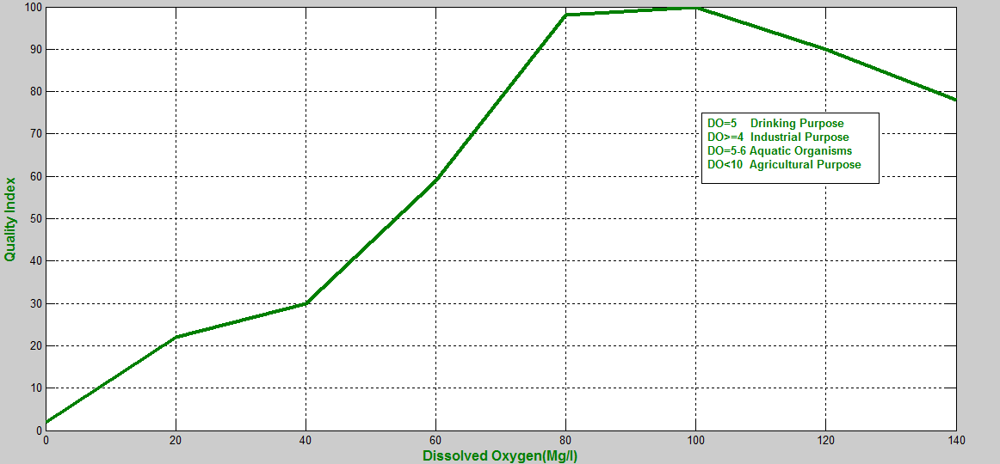 100
90
80
70
60
50
40
30
20
10
0
Quality Index
DO=5 Drinking Purpose
DO>=4 Industrial Purpose
DO=5-6 Aquatic Organisms
DO<10 Agricultural Purpose
0 20 40 60 80 100 120 140
Dissolved Oxygen(Mg/l)